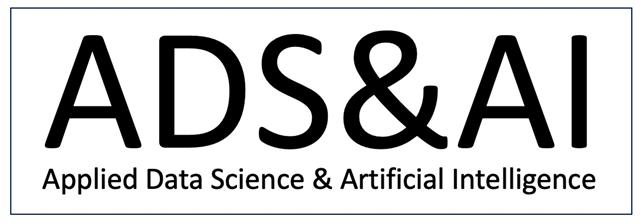 ADS&AI
Applied Data Science & Artificial Intelligence